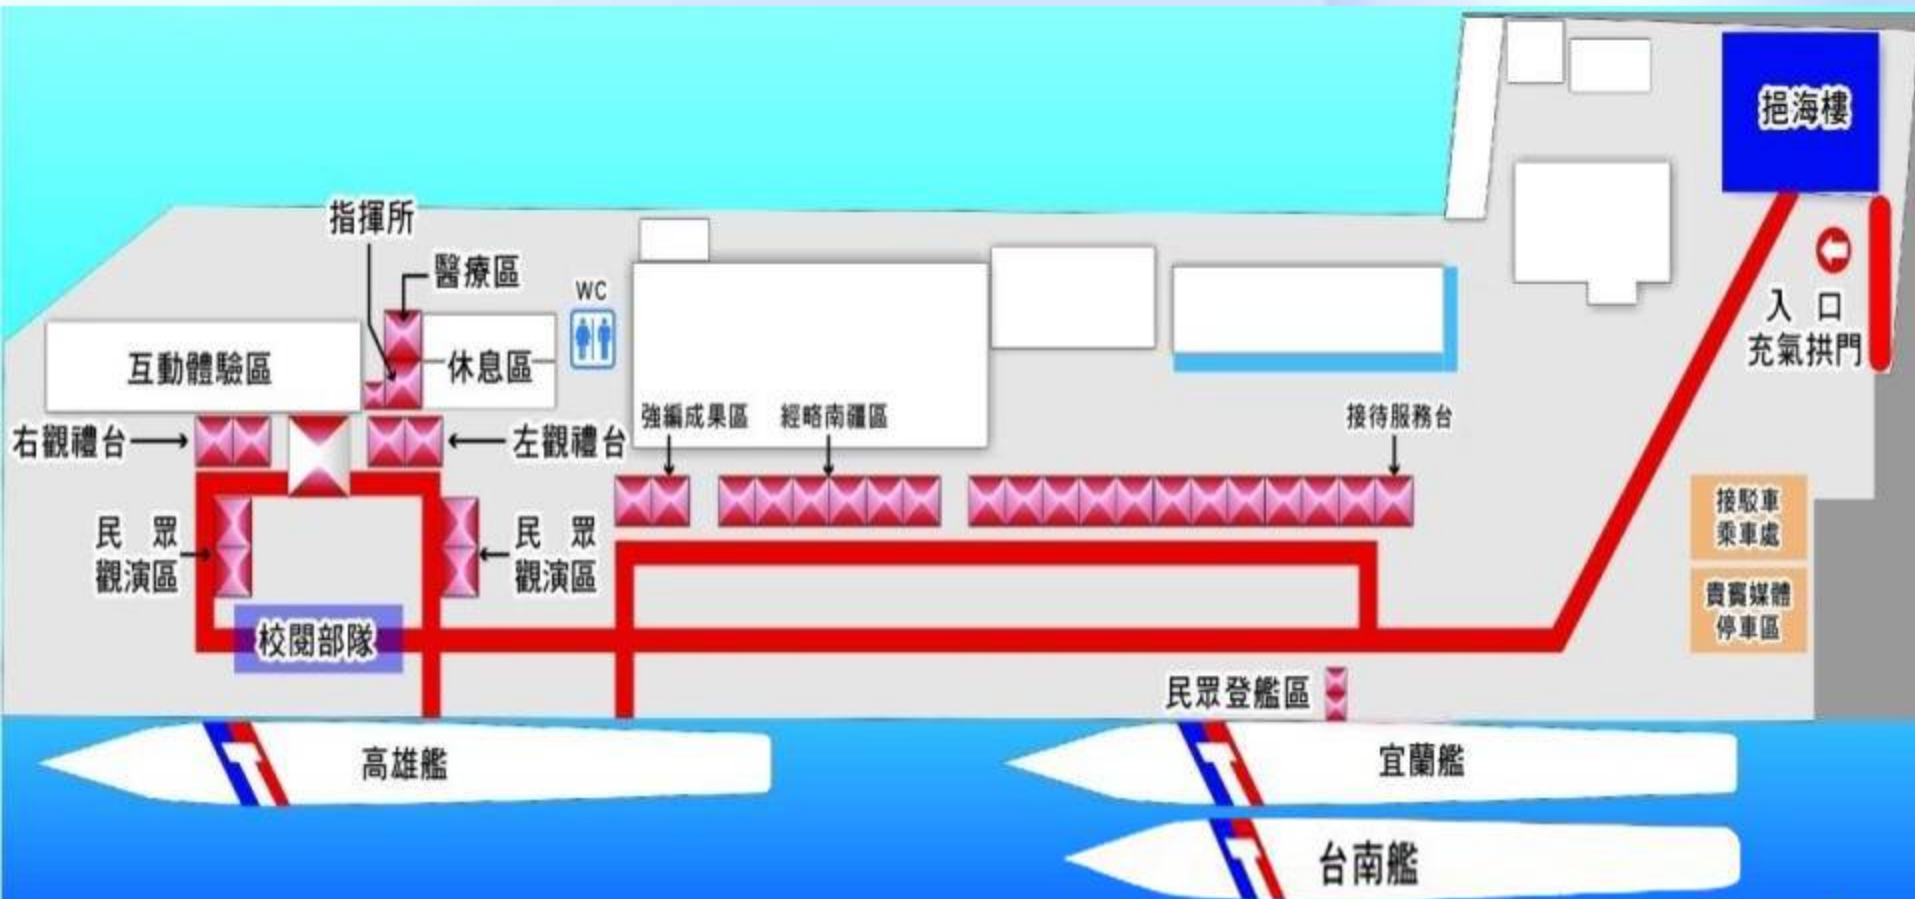 挹海樓
指揮所
醫療區
WC
入口
充氣拱門
互動體驗區
休息區
強編成果區
經略南疆區
接待服務台
右觀禮台
左觀禮台
民眾
觀演區
民眾
觀演區
接駁車
乘車處
貴賓媒體
停車區
校閱部隊
民眾登艦區
高雄艦
宜蘭艦
台南艦